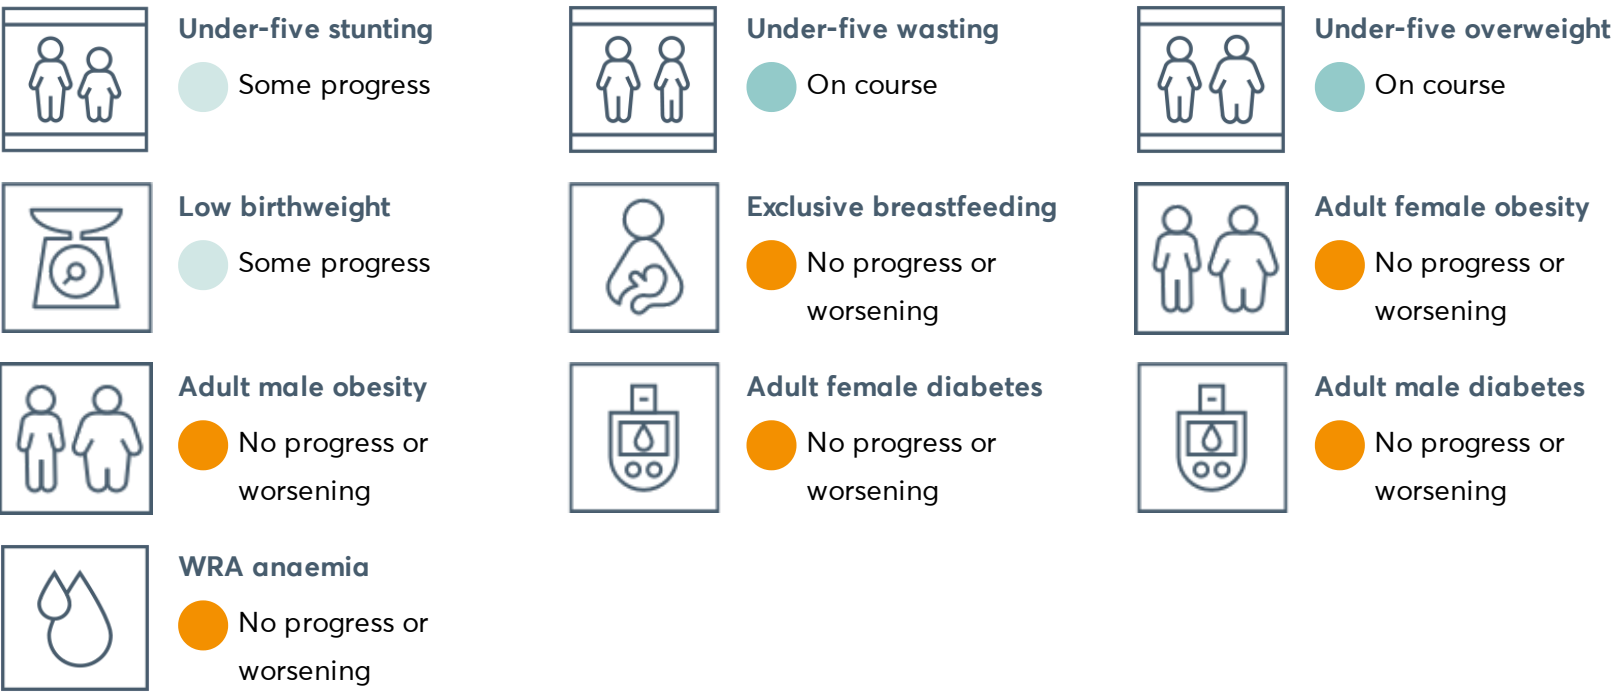 Under-five stunting
Some progress
Under-five wasting
On course
Under-five overweight
On course
Low birthweight
Some progress
Exclusive breastfeeding
No progress or
worsening
Adult female obesity
No progress or
worsening
Adult male obesity
No progress or
worsening
Adult female diabetes
No progress or
worsening
Adult male diabetes
No progress or
worsening
WRA anaemia
No progress or
worsening